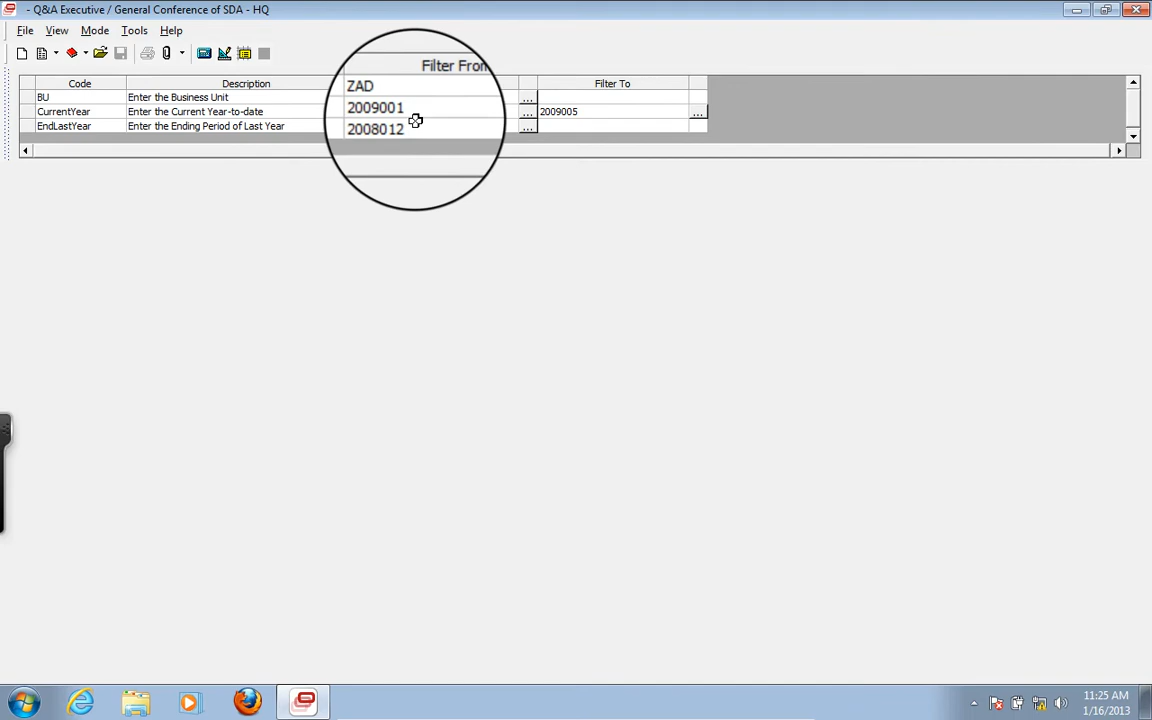 - Q&A Executive / General Conference of SDA - HQ
File View Mode Tools Help
Code Description Filter From Filter To
BU Enter the Business Unit ZAD ...
CurrentYear Enter the Current Year-to-date 2009001 ... 2009005 ...
EndLastYear Enter the Ending Period of Last Year 2008012 ...
11:25 AM
1/16/2013